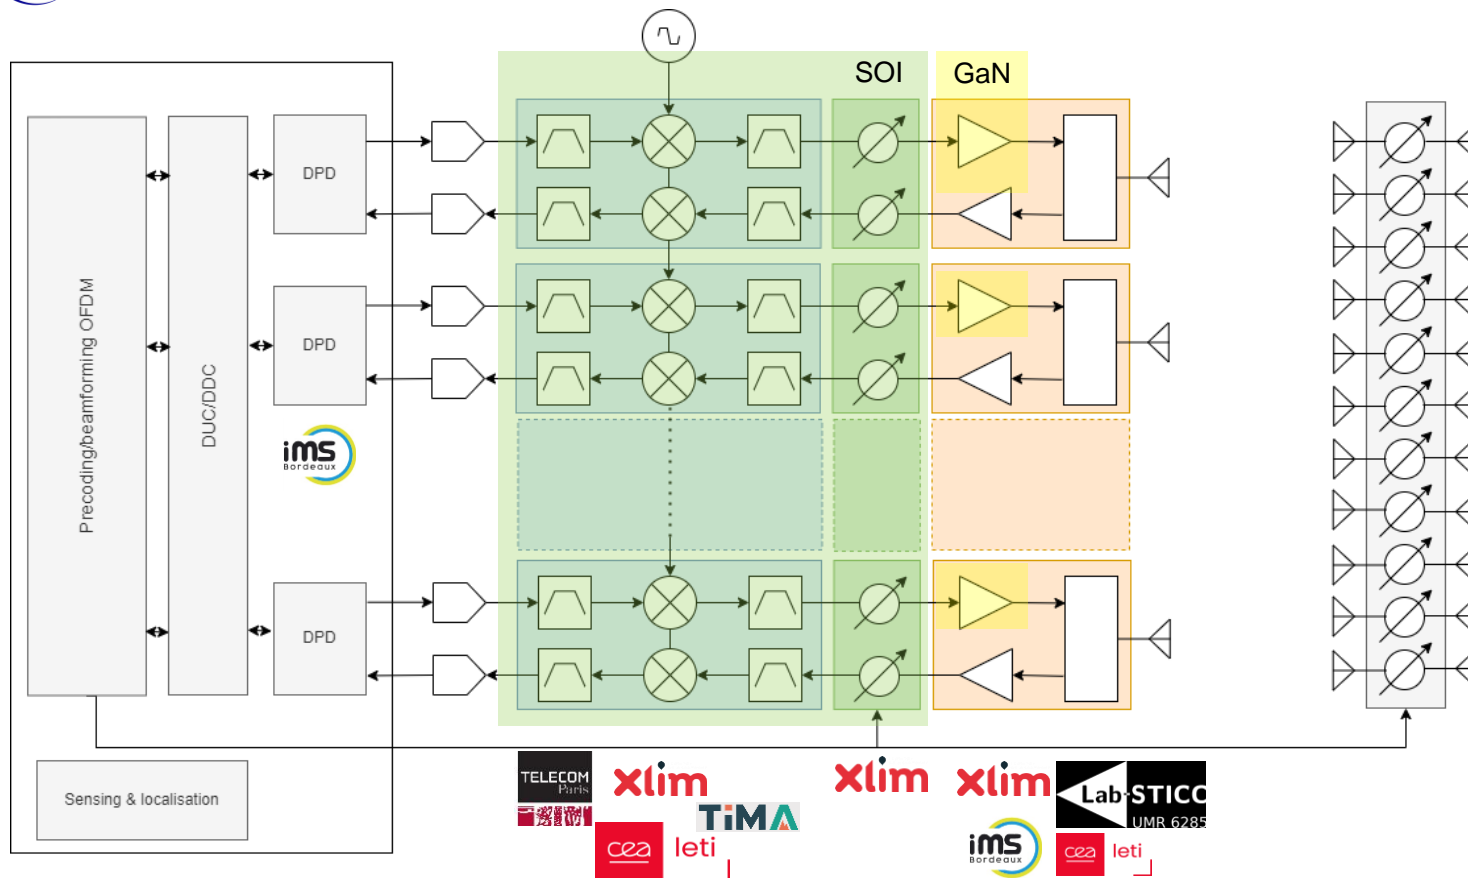 SOI
GaN
DPD
Precoding/beamforming OFDM
DUC/DDC
DPD
iMS
Bordeaux
DPD
Sensing & localisation
TELECOM
Paris
xlim
TiMA
cea leti
xlim
xlim
Lab-STICC
UMR 6285
iMS
Bordeaux
cea leti